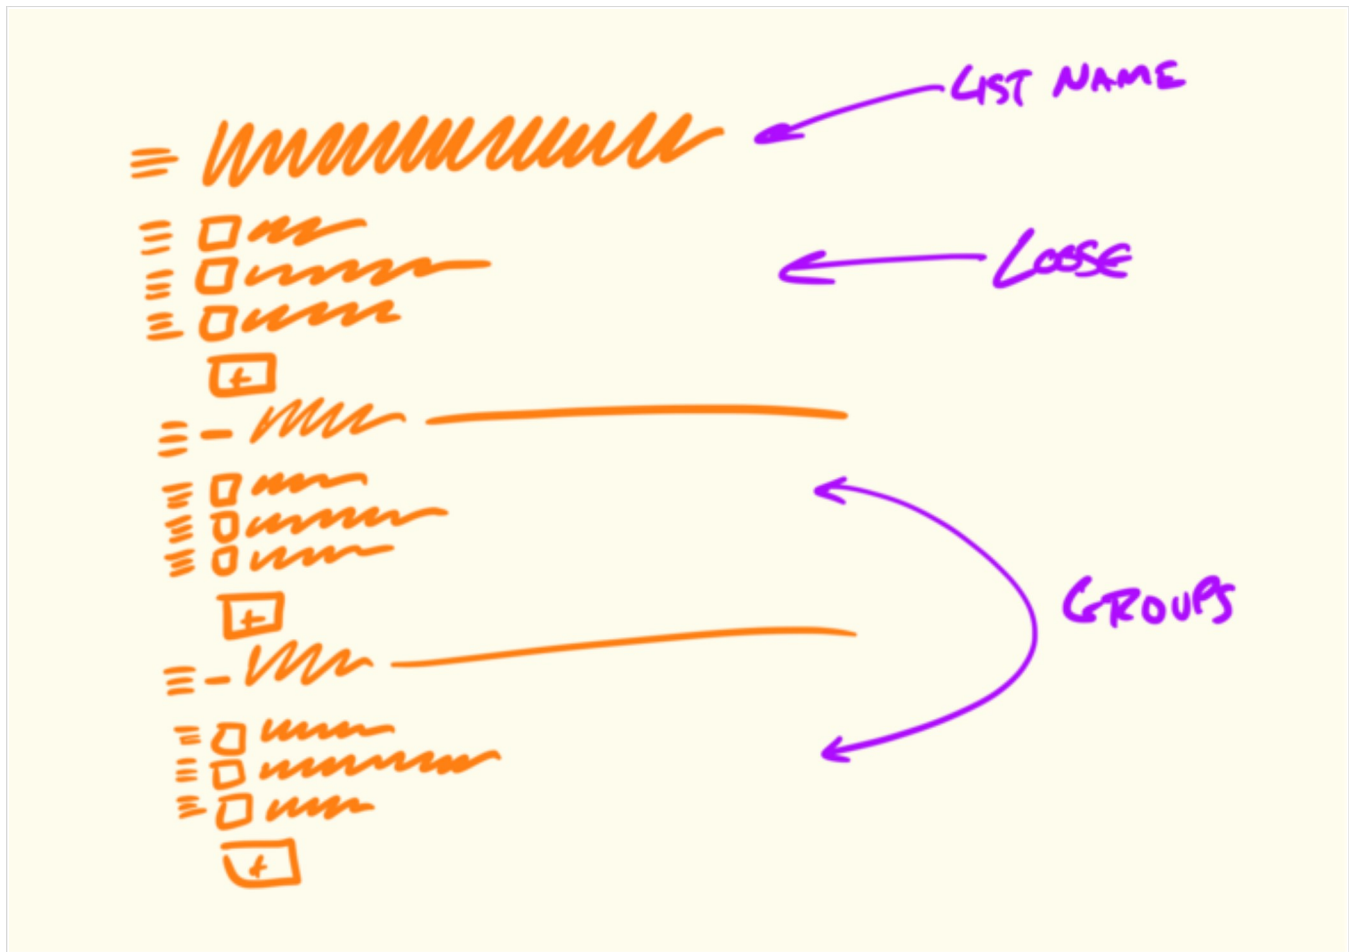 LIST NAME
LOOSE
+
+
GROUPS
+